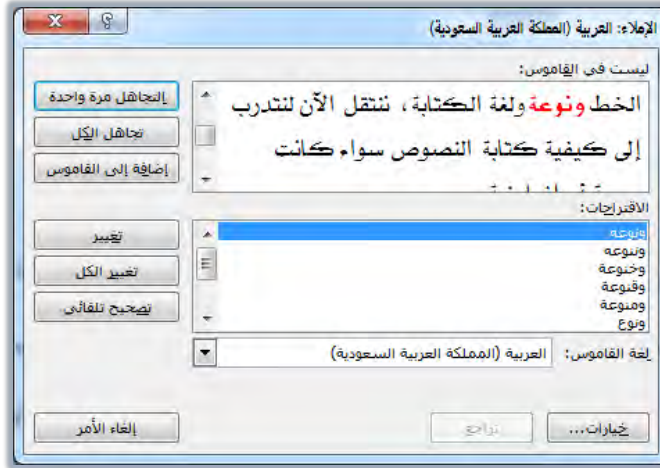 الإملاء: العربية (المملكة العربية السعودية)
ليست في القاموس:
الخط ونوعة ولغة الكتابة، ننتقل الآن لنتدرب
إلى كيفية كتابة النصوص سواء كانت
التجاهل مرة واحدة
تجاهل الكل
إضافة إلى القاموس
الاقتراحات:
ونوعه
وتنوعه
وخنوعة
وقنوعة
ومنوعة
ونوع
تغيير
تغيير الكل
تصحيح تلقائي
لغة القاموس: العربية (المملكة العربية السعودية)
خيارات...
تراجع
إلغاء الأمر